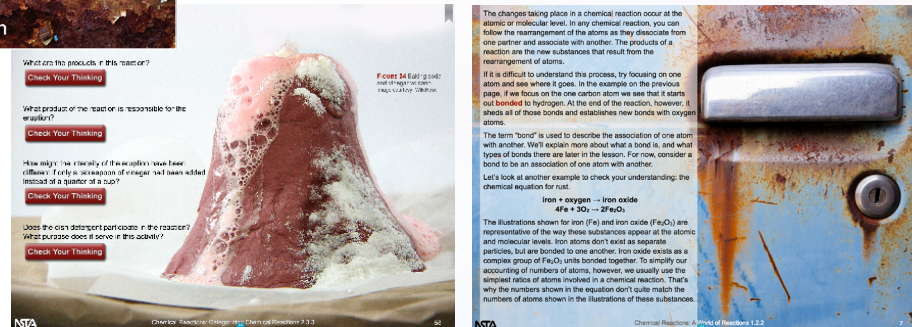 What are the products in this reaction?
Check Your Thinking
What product of the reaction is responsible for the
eruption?
Check Your Thinking
How might the intensity of the eruption have been
different if only a tablespoon of vinegar had been added
instead of a quarter of a cup?
Check Your Thinking
Does the dish detergent participate in the reaction?
What purpose does it serve in this activity?
Check Your Thinking
FIGURE 34 Baking soda
and vinegar volcano
Image courtesy
NSTA
Chemical Reactions: Categorizing Chemical Reactions 2.3.3
The changes taking place in a chemical reaction occur at the
atomic or molecular level. In any chemical reaction, you can
follow the rearrangement of the atoms as they dissociate from
one partner and associate with another. The products of a
reaction are the new substances that result from the
rearrangement of atoms.
If it is difficult to understand this process, try focusing on one
atom and see where it goes. In the example on the previous
page, if we focus on the one carbon atom we see that it starts
out bonded to hydrogen. At the end of the reaction, however, it
sheds all of those bonds and establishes new bonds with oxygen
atoms.
The term “bond” is used to describe the association of one atom
with another. We’ll explain more about what a bond is, and what
types of bonds there are later in the lesson. For now, consider a
bond to be an association of one atom with another.
Let’s look at another example to check your understanding: the
chemical equation for rust.
iron + oxygen → iron oxide
4Fe + 3O₂ → 2Fe₂O₃
The illustrations shown for iron (Fe) and iron oxide (Fe₂O₃) are
representative of the way these substances appear at the atomic
and molecular levels. Iron atoms don’t exist as separate
particles, but are bonded to one another. Iron oxide exists as a
complex group of Fe₂O₃ units bonded together. To simplify our
accounting of numbers of atoms, however, we usually use the
simplest ratios of atoms involved in a chemical reaction. That’s
why the numbers shown in the equation don’t quite match the
numbers of atoms shown in the illustrations of these substances.
NSTA
Chemical Reactions: A World of Reactions 1.2.2
7